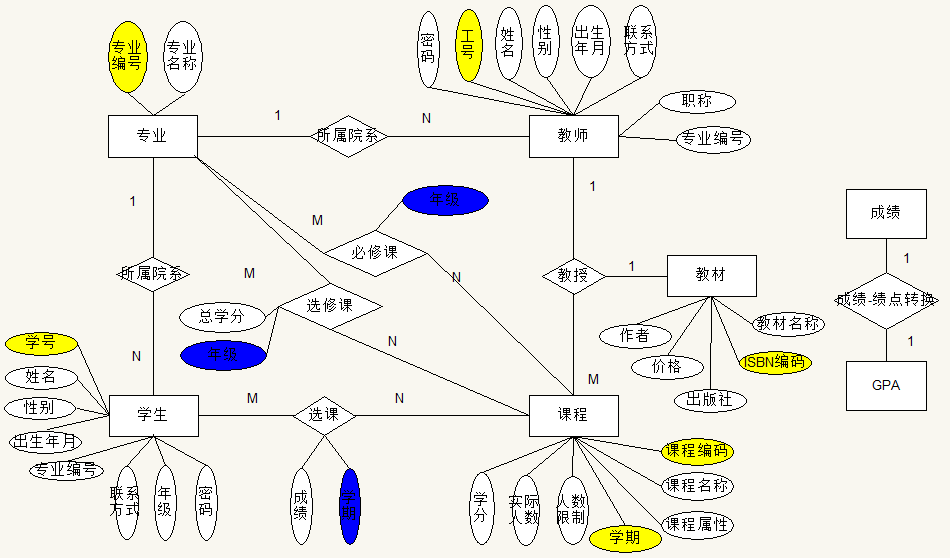 专业
编号
专业
名称
密
码
工
号
姓
名
性
别
出生
年月
联系
方式
职称
专业编号
专业
1
所属院系
N
教师
1
1
年级
M
必修课
N
成绩
1
成绩-绩点转换
1
GPA
所属院系
M
选修课
教授
1
教材
总学分
年级
N
作者
价格
出版社
ISBN编码
教材名称
学号
姓名
性别
出生年月
专业编号
N
M
学生
M
选课
N
课程
联系
方式
年
级
密
码
成
绩
学
期
学
分
实际
人数
人数
限制
学期
课程编码
课程名称
课程属性